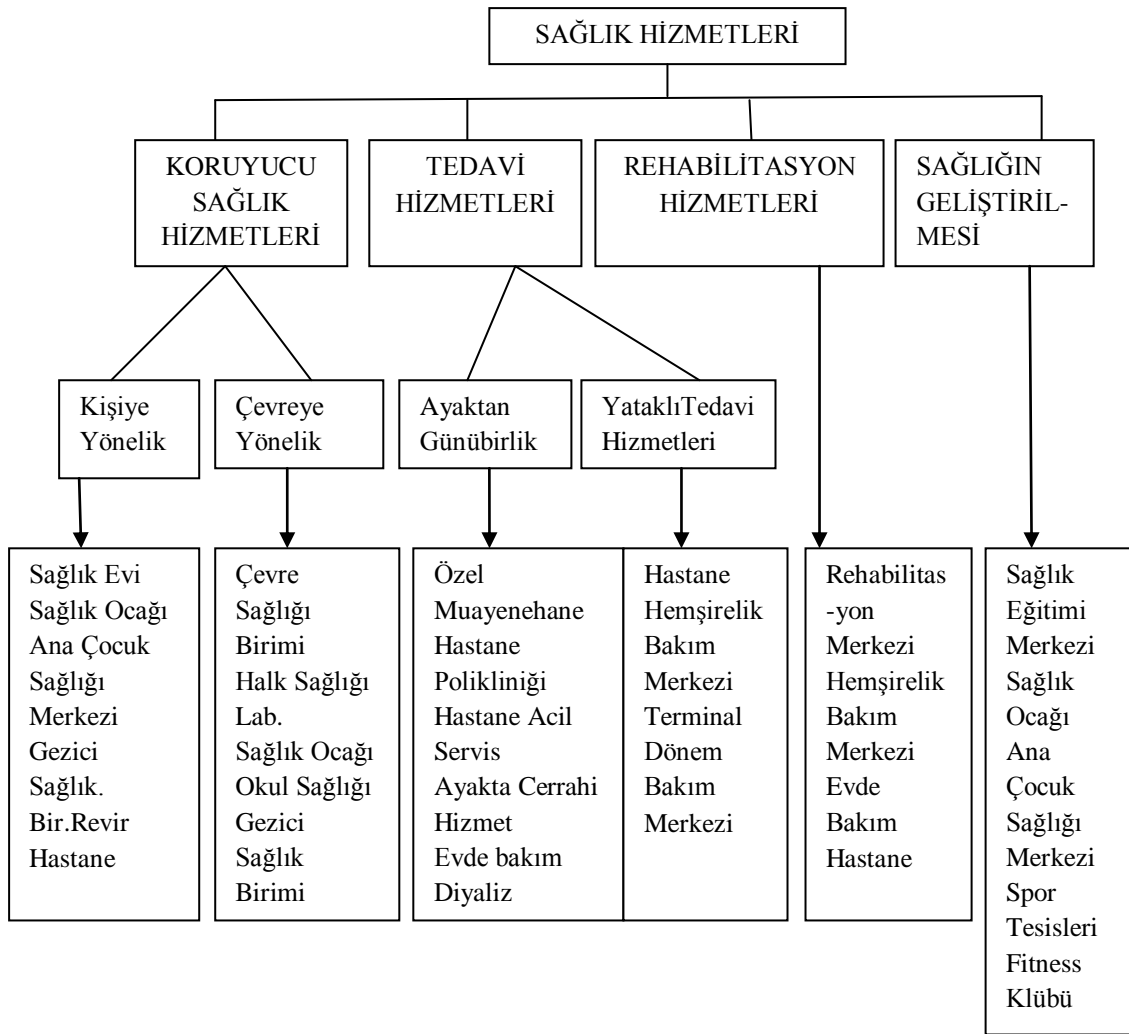 SAĞLIK HİZMETLERİ
KORUYUCU
SAĞLIK
HİZMETLERİ
TEDAVİ
HİZMETLERİ
REHABİLİTASYON
HİZMETLERİ
SAĞLIĞIN
GELİŞTİRİL-
MESİ
Kişiye
Yönelik
Çevreye
Yönelik
Ayaktan
Günübirlik
YataklıTedavi
Hizmetleri
Sağlık Evi
Sağlık Ocağı
Ana Çocuk
Sağlığı
Merkezi
Gezici
Sağlık.
Bir.Revir
Hastane
Çevre
Sağlığı
Birimi
Halk Sağlığı
Lab.
Sağlık Ocağı
Okul Sağlığı
Gezici
Sağlık
Birimi
Özel
Muayenehane
Hastane
Polikliniği
Hastane Acil
Servis
Ayakta Cerrahi
Hizmet
Evde bakım
Diyaliz
Hastane
Hemşirelik
Bakım
Merkezi
Terminal
Dönem
Bakım
Merkezi
Rehabilitas
-yon
Merkezi
Hemşirelik
Bakım
Merkezi
Evde
Bakım
Hastane
Sağlık
Eğitimi
Merkezi
Sağlık
Ocağı
Ana
Çocuk
Sağlığı
Merkezi
Spor
Tesisleri
Fitness
Klübü